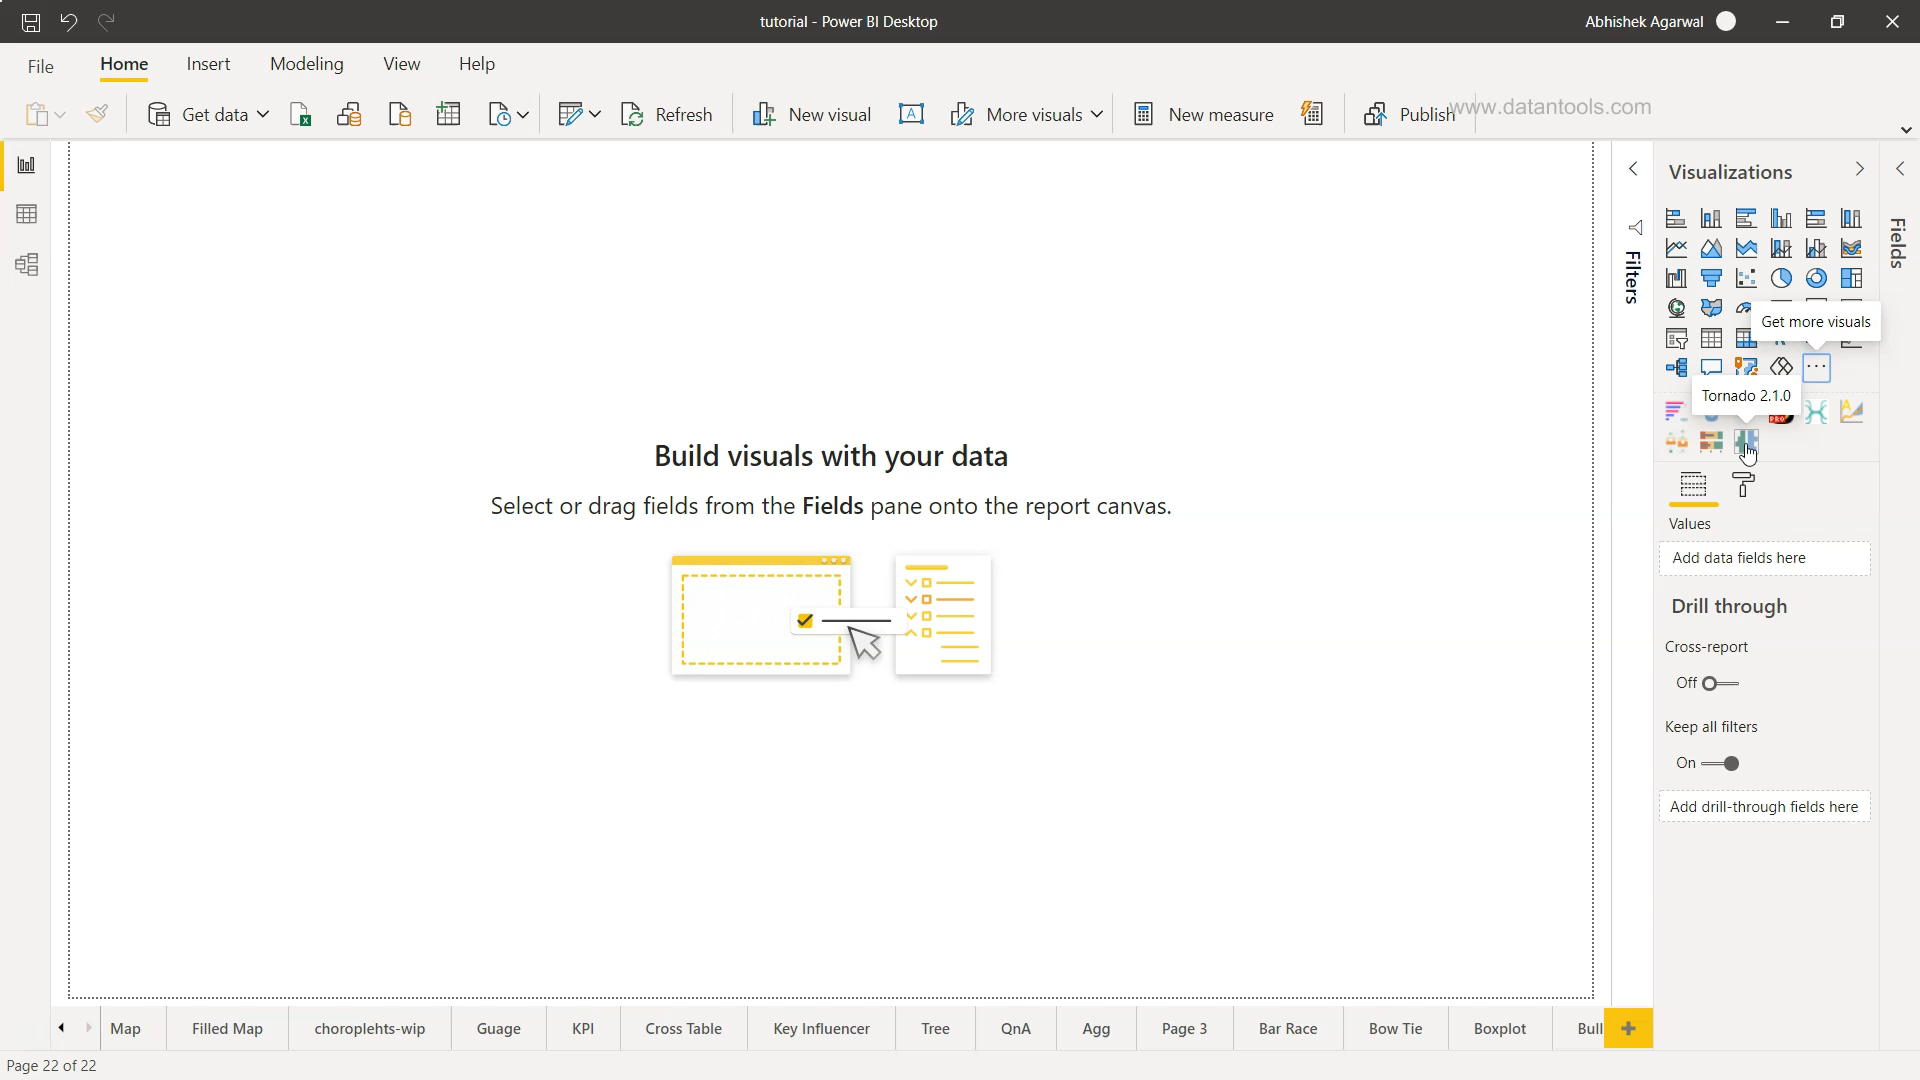 tutorial - Power BI Desktop
Abhishek Agarwal
File
Home
Insert
Modeling
View
Help
Get data
Refresh
New visual
More visuals
New measure
Publish
www.datantools.com
Visualizations
Filters
Fields
Get more visuals
Tornado 2.1.0
PRO
Values
Add data fields here
Drill through
Cross-report
Off
Keep all filters
On
Add drill-through fields here
Build visuals with your data
Select or drag fields from the Fields pane onto the report canvas.
Map
Filled Map
choroplehts-wip
Guage
KPI
Cross Table
Key Influencer
Tree
QnA
Agg
Page 3
Bar Race
Bow Tie
Boxplot
Bull
Page 22 of 22